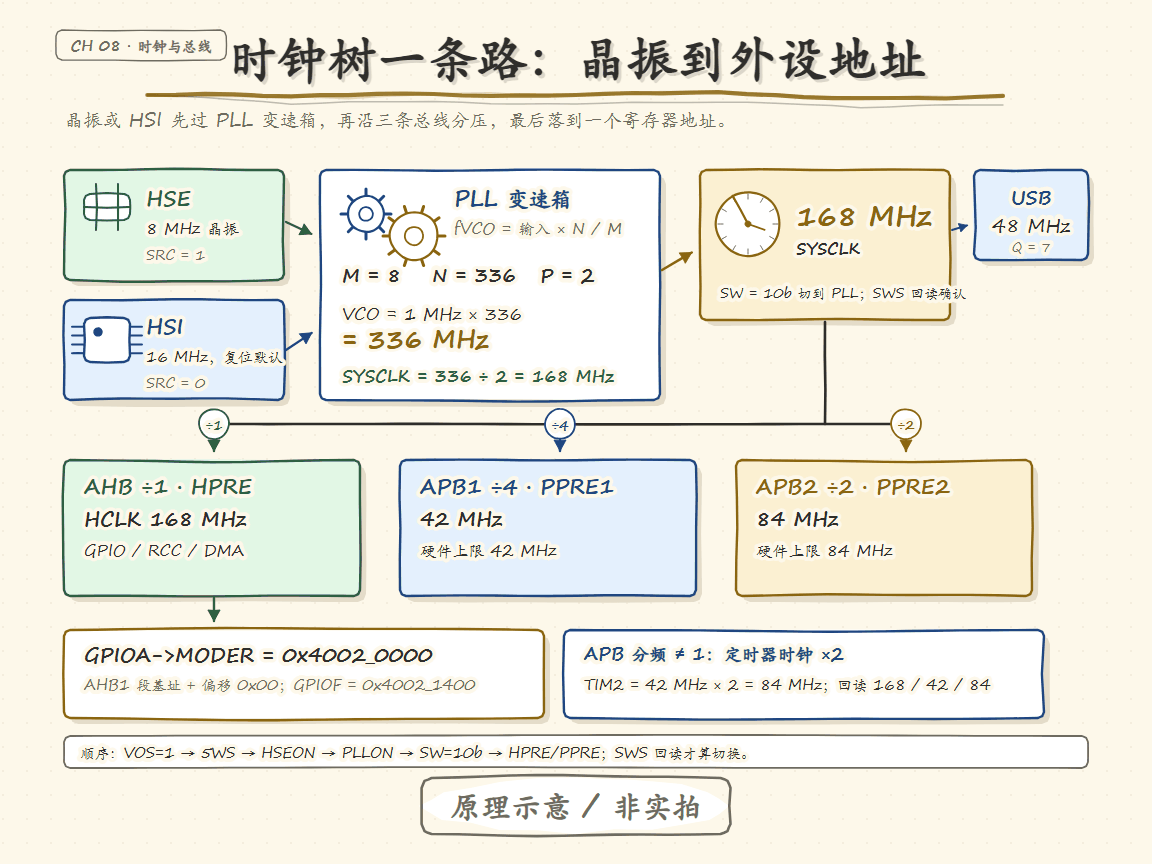 CH 08 · 时钟与总线
时钟树一条路：晶振到外设地址
晶振或 HSI 先过 PLL 变速箱，再沿三条总线分压，最后落到一个寄存器地址。
HSE
8 MHz 晶振
SRC = 1
HSI
16 MHz，复位默认
SRC = 0
PLL 变速箱
fVCO = 输入 × N / M
M = 8 N = 336 P = 2
VCO = 1 MHz × 336
= 336 MHz
SYSCLK = 336 ÷ 2 = 168 MHz
168 MHz
SYSCLK
SW = 10b 切到 PLL；SWS 回读确认
USB
48 MHz
Q = 7
÷1
÷4
÷2
AHB ÷1 · HPRE
HCLK 168 MHz
GPIO / RCC / DMA
APB1 ÷4 · PPRE1
42 MHz
硬件上限 42 MHz
APB2 ÷2 · PPRE2
84 MHz
硬件上限 84 MHz
GPIOA->MODER = 0x4002_0000
AHB1 段基址 + 偏移 0x00；GPIOF = 0x4002_1400
APB 分频 ≠ 1：定时器时钟 ×2
TIM2 = 42 MHz × 2 = 84 MHz；回读 168 / 42 / 84
顺序：VOS=1 → 5WS → HSEON → PLLON → SW=10b → HPRE/PPRE；SWS 回读才算切换。
原理示意 / 非实拍